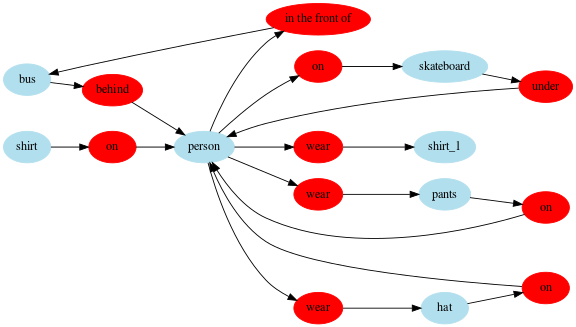 in the front of
bus
behind
on
skateboard
under
shirt
on
person
wear
shirt_1
wear
pants
on
on
wear
hat